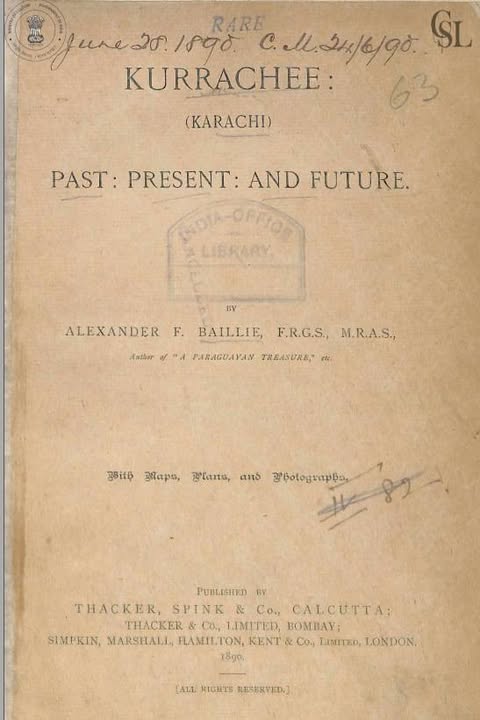 RARE
CSL
June 28. 1890. C.M. 24/6/90.
63
KURRACHEE:
(KARACHI)
PAST: PRESENT: AND FUTURE.
INDIA-OFFICE
LIBRARY.
BY
ALEXANDER F. BAILLIE, F.R.G.S., M.R.A.S.,
Author of "A PARAGUAYAN TREASURE," etc.
With Maps, Plans, and Photographs.
PUBLISHED BY
THACKER, SPINK & Co., CALCUTTA;
THACKER & Co., LIMITED, BOMBAY;
SIMPKIN, MARSHALL, HAMILTON, KENT & Co., LIMITED, LONDON.
1890.
[ALL RIGHTS RESERVED.]